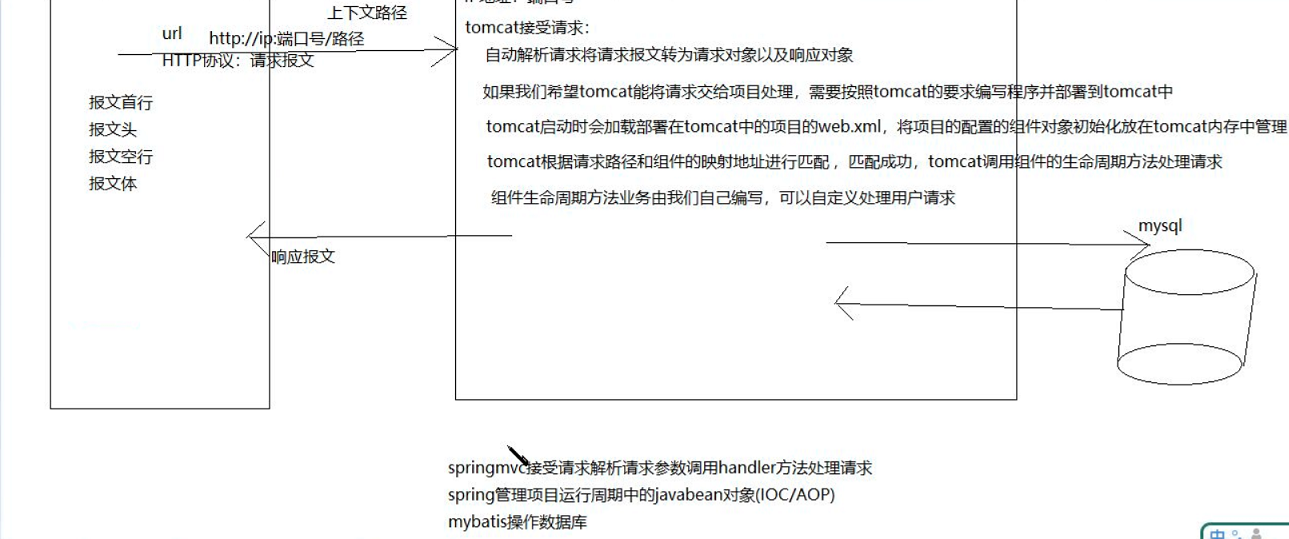 上下文路径
url http://ip:端口号/路径
HTTP协议：请求报文
报文首行
报文头
报文空行
报文体
tomcat接受请求：
自动解析请求将请求报文转为请求对象以及响应对象
如果我们希望tomcat能将请求交给项目处理，需要按照tomcat的要求编写程序并部署到tomcat中
tomcat启动时会加载部署在tomcat中的项目的web.xml，将项目的配置的组件对象初始化放在tomcat内存中管理
tomcat根据请求路径和组件的映射地址进行匹配，匹配成功，tomcat调用组件的生命周期方法处理请求
组件生命周期方法业务由我们自己编写，可以自定义处理用户请求
响应报文
mysql
springmvc接受请求解析请求参数调用handler方法处理请求
spring管理项目运行周期中的javabean对象(IOC/AOP)
mybatis操作数据库
中